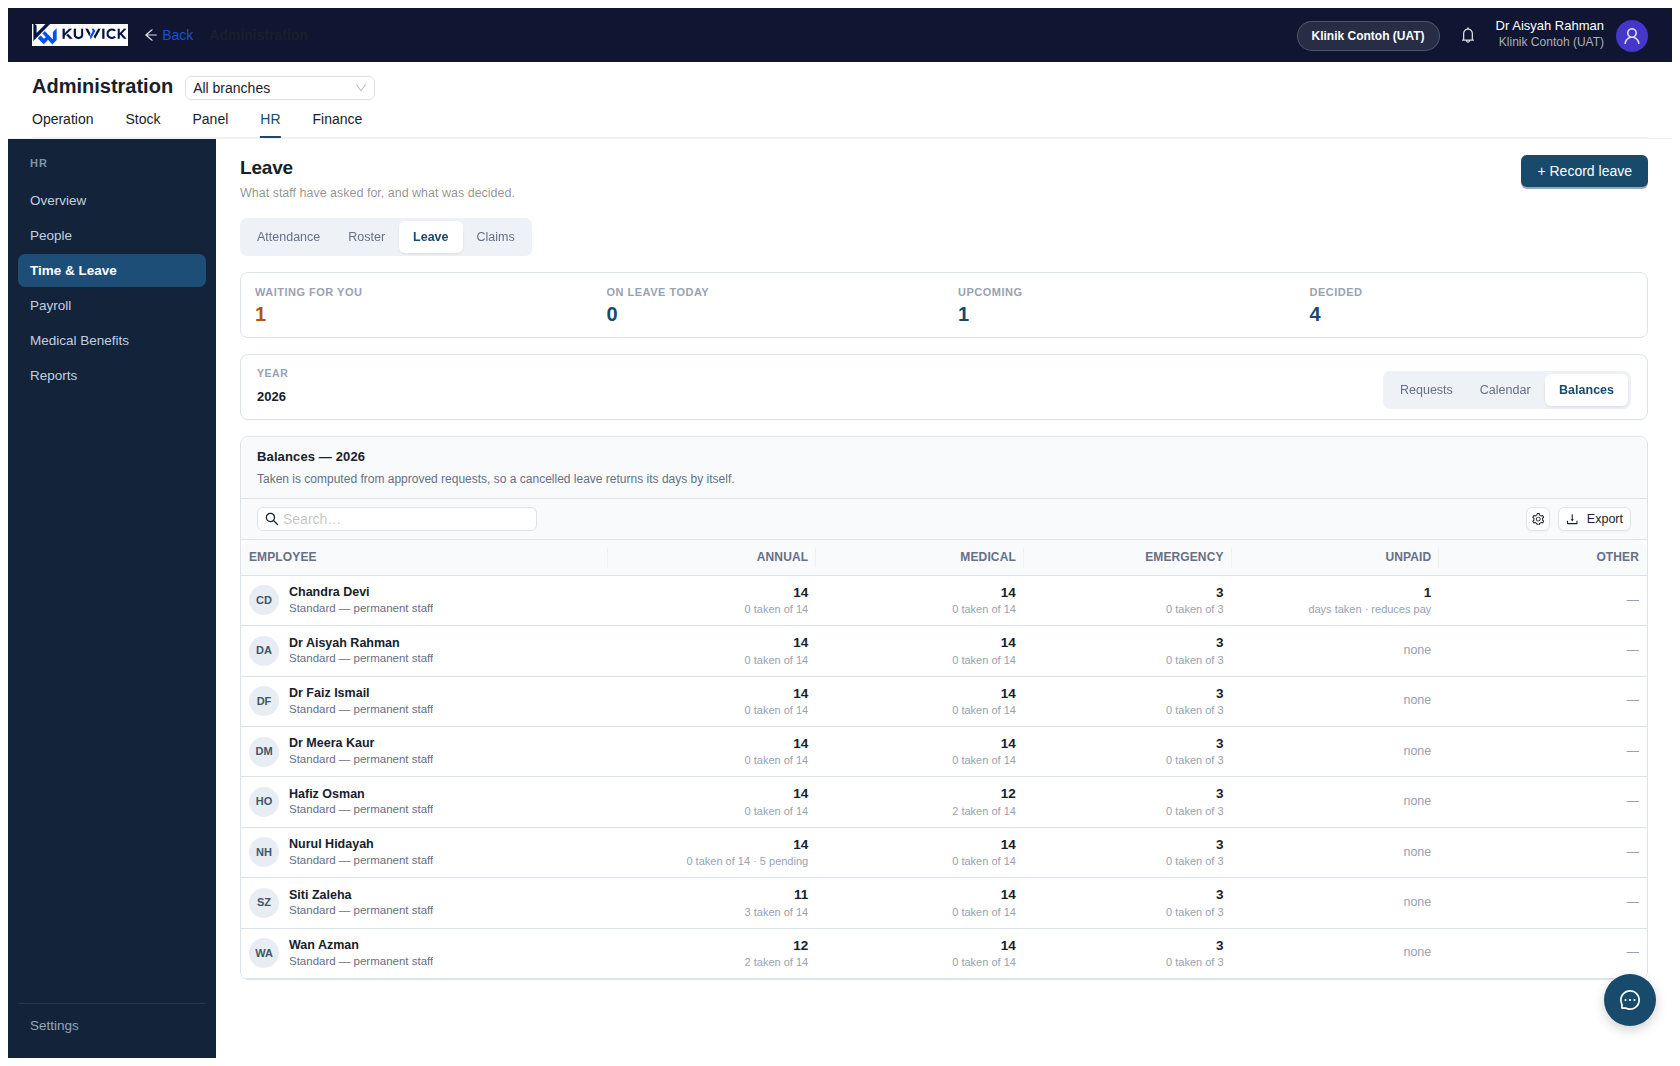 KUWICK
Back
Administration
Klinik Contoh (UAT)
Dr Aisyah Rahman
Klinik Contoh (UAT)
Administration
All branches
Operation
Stock
Panel
HR
Finance
HR
Overview
People
Time & Leave
Payroll
Medical Benefits
Reports
Settings
Leave
What staff have asked for, and what was decided.
+ Record leave
Attendance
Roster
Leave
Claims
WAITING FOR YOU
1
ON LEAVE TODAY
0
UPCOMING
1
DECIDED
4
YEAR
2026
Requests
Calendar
Balances
Balances — 2026
Taken is computed from approved requests, so a cancelled leave returns its days by itself.
Search…
Export
EMPLOYEE ANNUAL MEDICAL EMERGENCY UNPAID OTHER
CD Chandra Devi 14 14 3 1 —
Standard — permanent staff 0 taken of 14 0 taken of 14 0 taken of 3 days taken · reduces pay
DA Dr Aisyah Rahman 14 14 3 none —
Standard — permanent staff 0 taken of 14 0 taken of 14 0 taken of 3
DF Dr Faiz Ismail 14 14 3 none —
Standard — permanent staff 0 taken of 14 0 taken of 14 0 taken of 3
DM Dr Meera Kaur 14 14 3 none —
Standard — permanent staff 0 taken of 14 0 taken of 14 0 taken of 3
HO Hafiz Osman 14 12 3 none —
Standard — permanent staff 0 taken of 14 2 taken of 14 0 taken of 3
NH Nurul Hidayah 14 14 3 none —
Standard — permanent staff 0 taken of 14 · 5 pending 0 taken of 14 0 taken of 3
SZ Siti Zaleha 11 14 3 none —
Standard — permanent staff 3 taken of 14 0 taken of 14 0 taken of 3
WA Wan Azman 12 14 3 none —
Standard — permanent staff 2 taken of 14 0 taken of 14 0 taken of 3